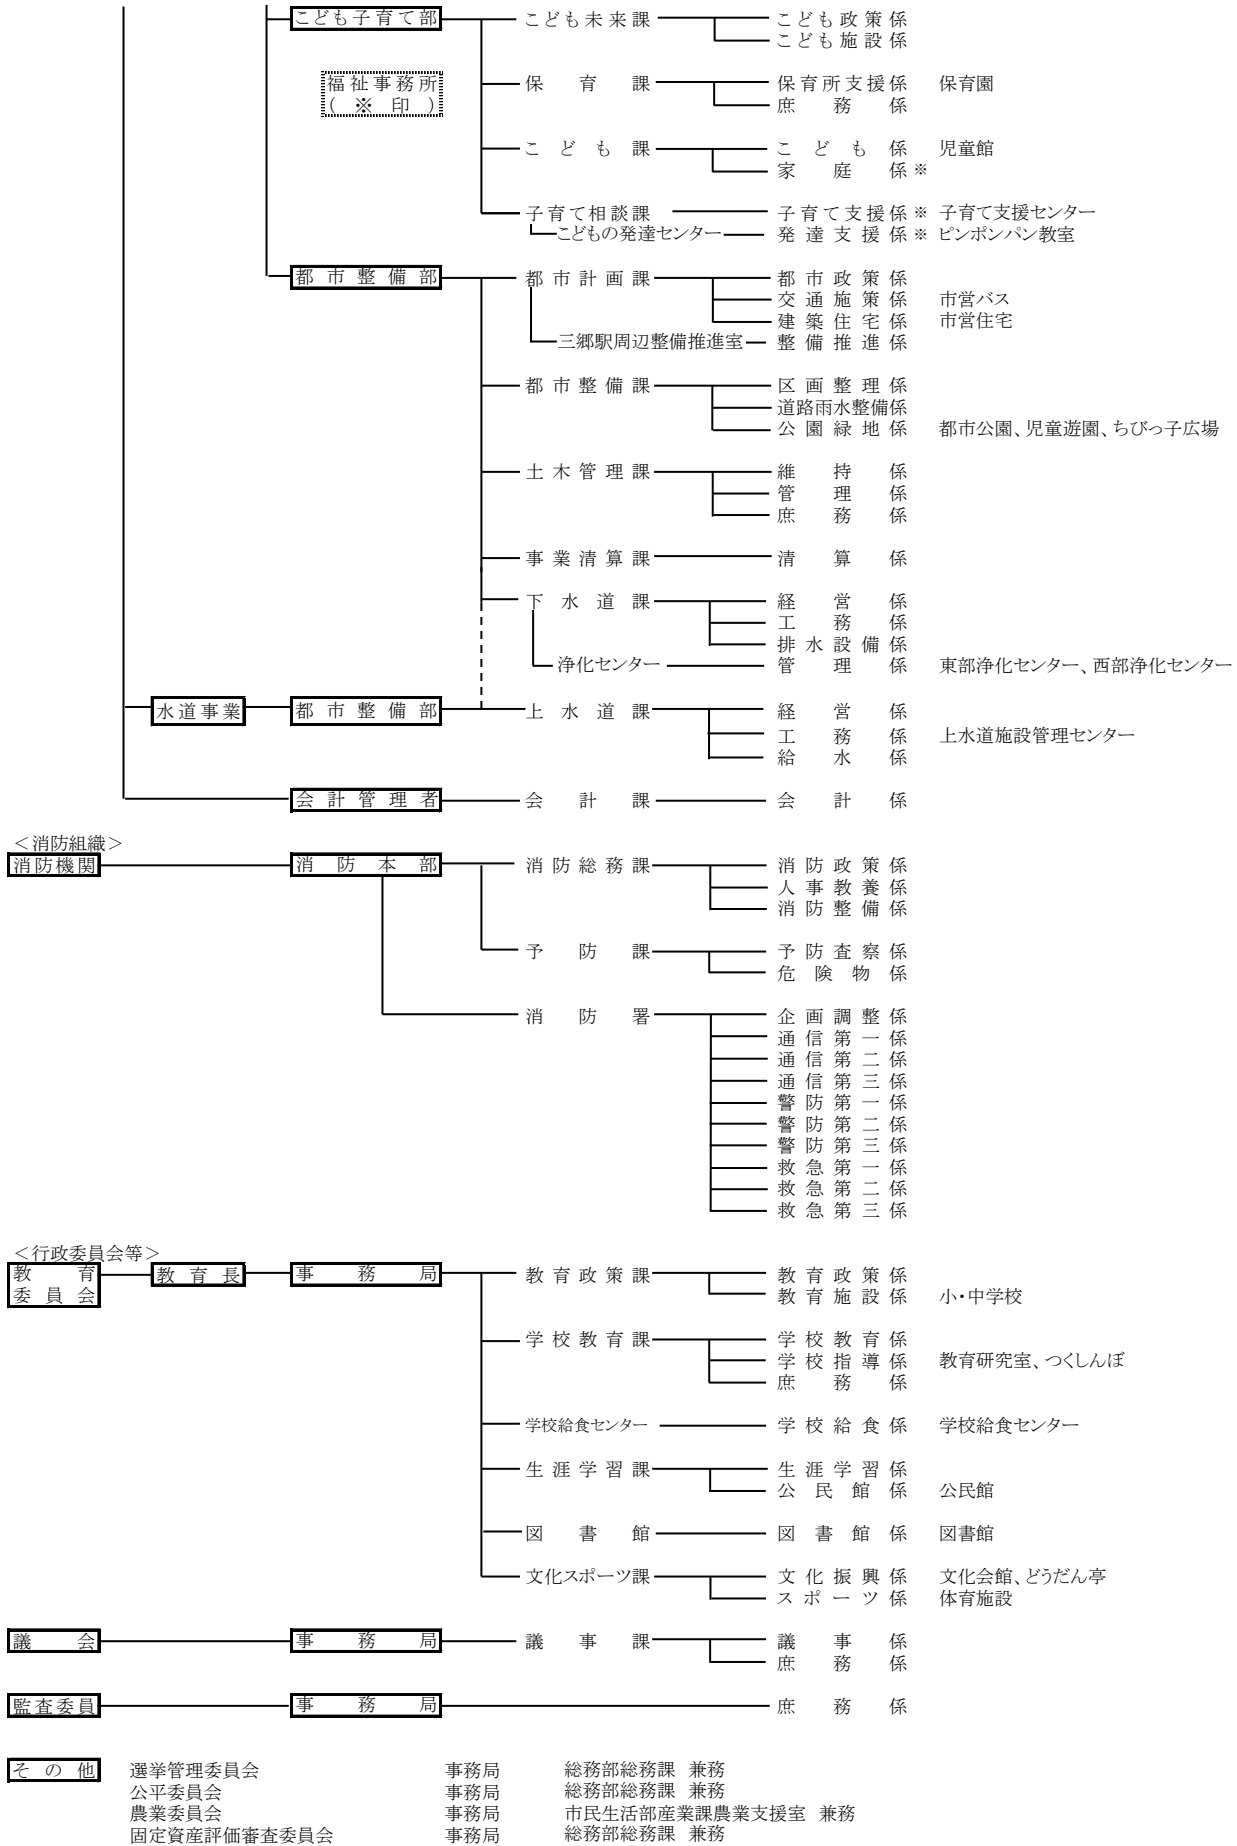 こども子育て部 こども未来課 こども政策係
こども施設係
福祉事務所 保育課 保育所支援係 保育園
(※印) 庶務係
こども課 こども係 児童館
家庭係※
子育て相談課 子育て支援係※ 子育て支援センター
こどもの発達センター 発達支援係※ ピンポンパン教室
都市整備部 都市計画課 都市政策係
交通施策係 市営バス
建築住宅係 市営住宅
三郷駅周辺整備推進室 整備推進係
都市整備課 区画整理係
道路雨水整備係
公園緑地係 都市公園、児童遊園、ちびっ子広場
土木管理課 維持係
管理係
庶務係
事業清算課 清算係
下水道課 経営係
工務係
排水設備係
浄化センター 管理係 東部浄化センター、西部浄化センター
水道事業 都市整備部 上水道課 経営係
工務係 上水道施設管理センター
給水係
会計管理者 会計課 会計係
＜消防組織＞
消防機関 消防本部 消防総務課 消防政策係
人事教養係
消防整備係
予防課 予防査察係
危険物係
消防署 企画調整係
通信第一係
通信第二係
通信第三係
警防第一係
警防第二係
警防第三係
救急第一係
救急第二係
救急第三係
＜行政委員会等＞
教育 教育長 事務局 教育政策課 教育政策係
委員会 教育施設係 小・中学校
学校教育課 学校教育係
学校指導係 教育研究室、つくしんぼ
庶務係
学校給食センター 学校給食係 学校給食センター
生涯学習課 生涯学習係
公民館係 公民館
図書館 図書館係 図書館
文化スポーツ課 文化振興係 文化会館、どうだん亭
スポーツ係 体育施設
議会 事務局 議事課 議事係
庶務係
監査委員 事務局 庶務係
その他 選挙管理委員会 事務局 総務部総務課 兼務
公平委員会 事務局 総務部総務課 兼務
農業委員会 事務局 市民生活部産業課農業支援室 兼務
固定資産評価審査委員会 事務局 総務部総務課 兼務